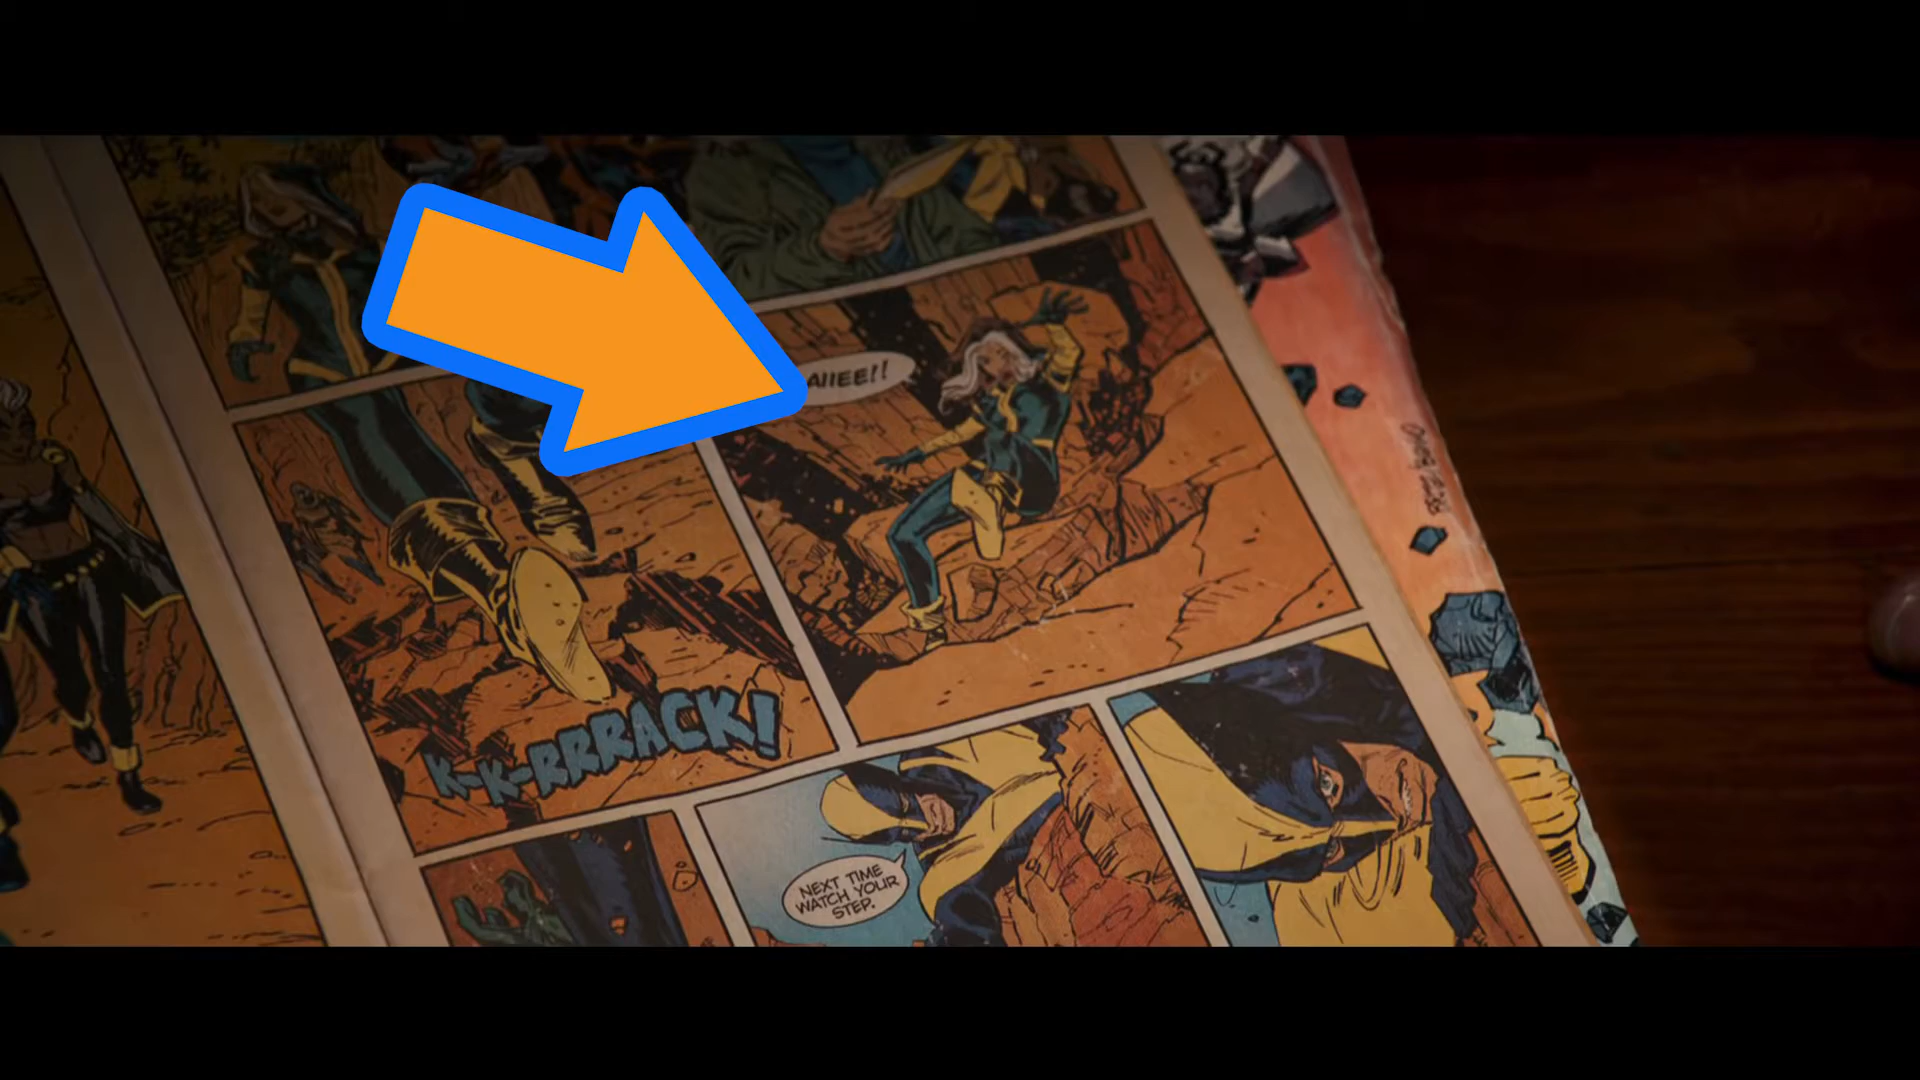 AIIEE!!
K-K-RRRACK!
NEXT TIME
WATCH YOUR
STEP.